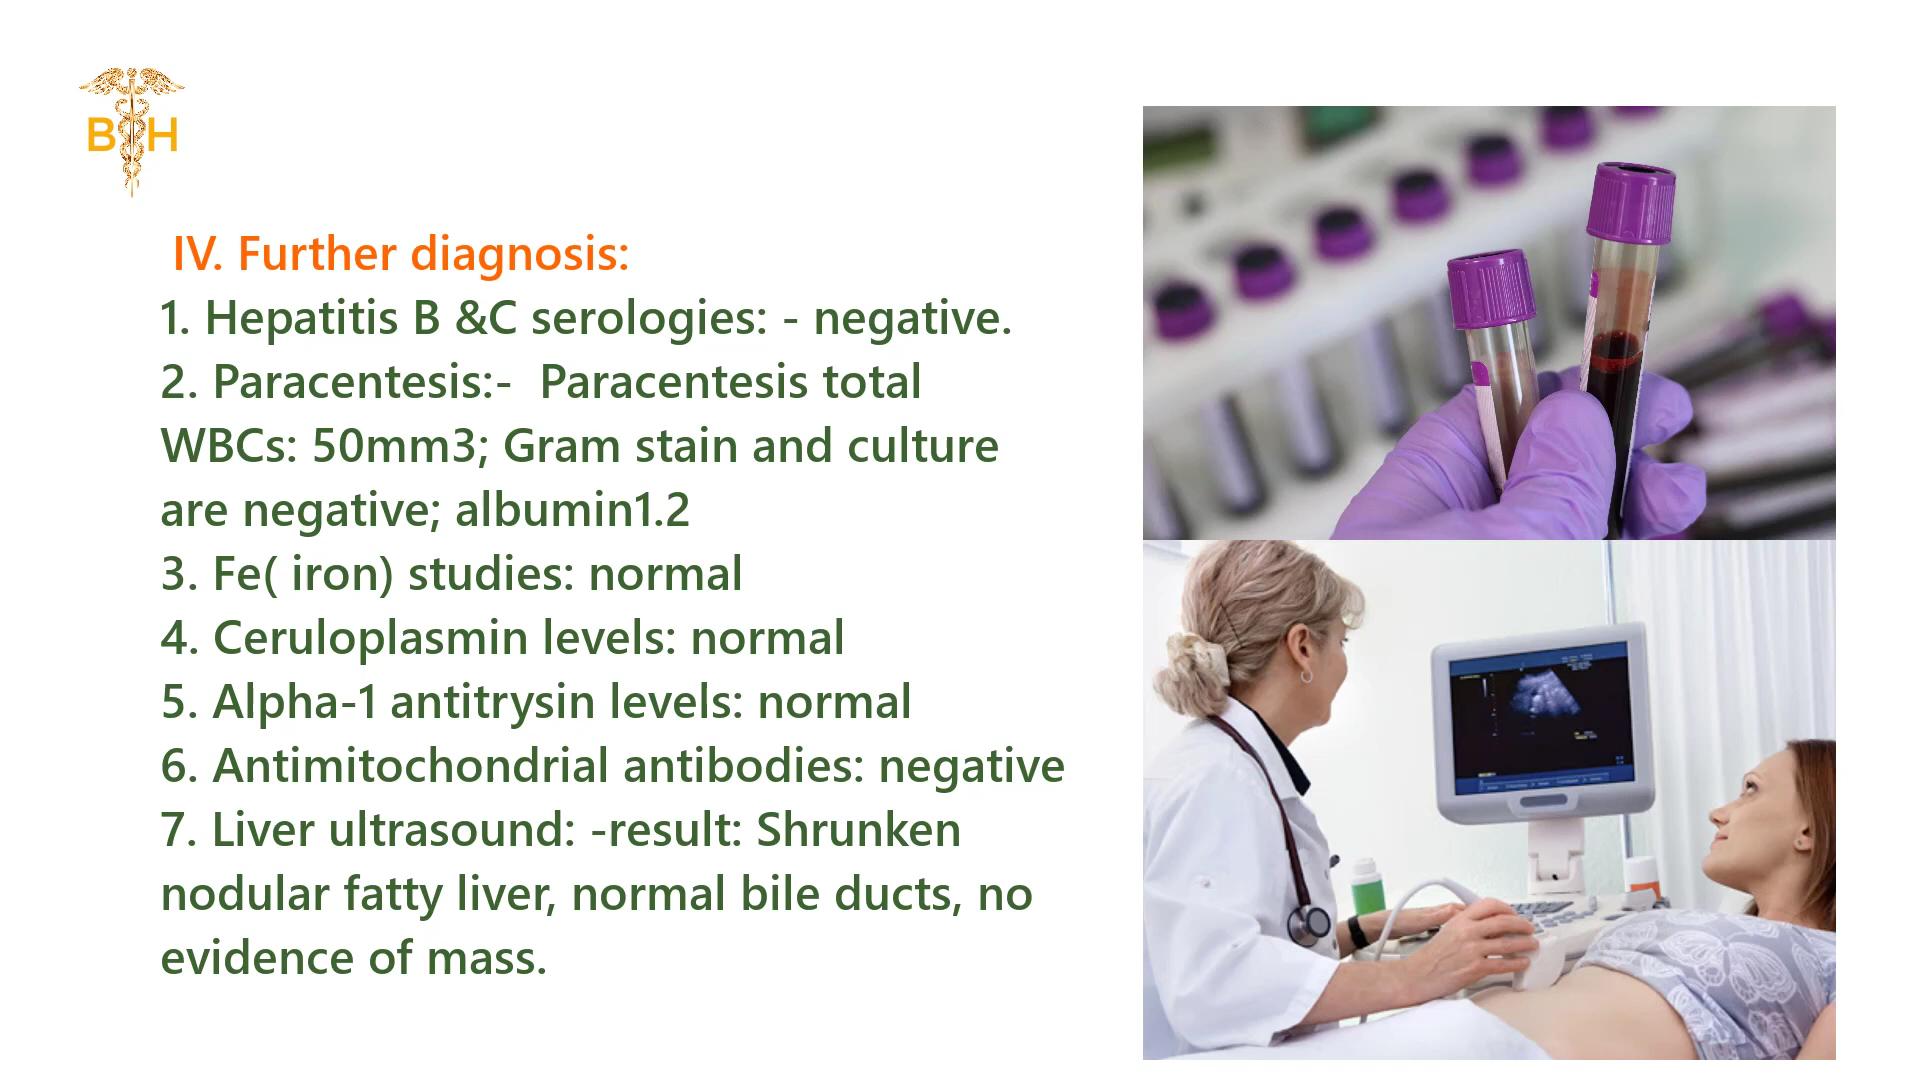 B H
IV. Further diagnosis:
1. Hepatitis B &C serologies: - negative.
2. Paracentesis:-  Paracentesis total
WBCs: 50mm3; Gram stain and culture
are negative; albumin1.2
3. Fe( iron) studies: normal
4. Ceruloplasmin levels: normal
5. Alpha-1 antitrysin levels: normal
6. Antimitochondrial antibodies: negative
7. Liver ultrasound: -result: Shrunken
nodular fatty liver, normal bile ducts, no
evidence of mass.